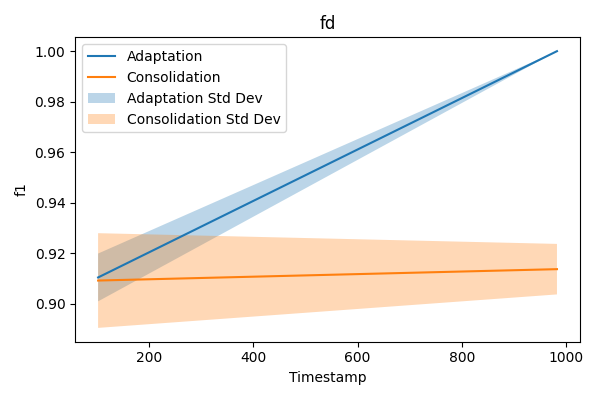 fd
Adaptation
Consolidation
Adaptation Std Dev
Consolidation Std Dev
f1
1.00
0.98
0.96
0.94
0.92
0.90
200
400
600
800
1000
Timestamp